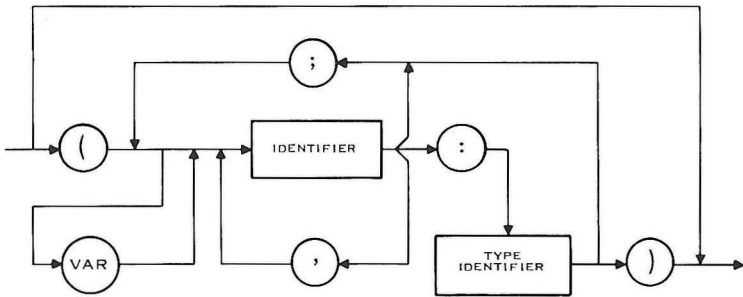 ;
(
IDENTIFIER
:
VAR
,
TYPE
IDENTIFIER
)